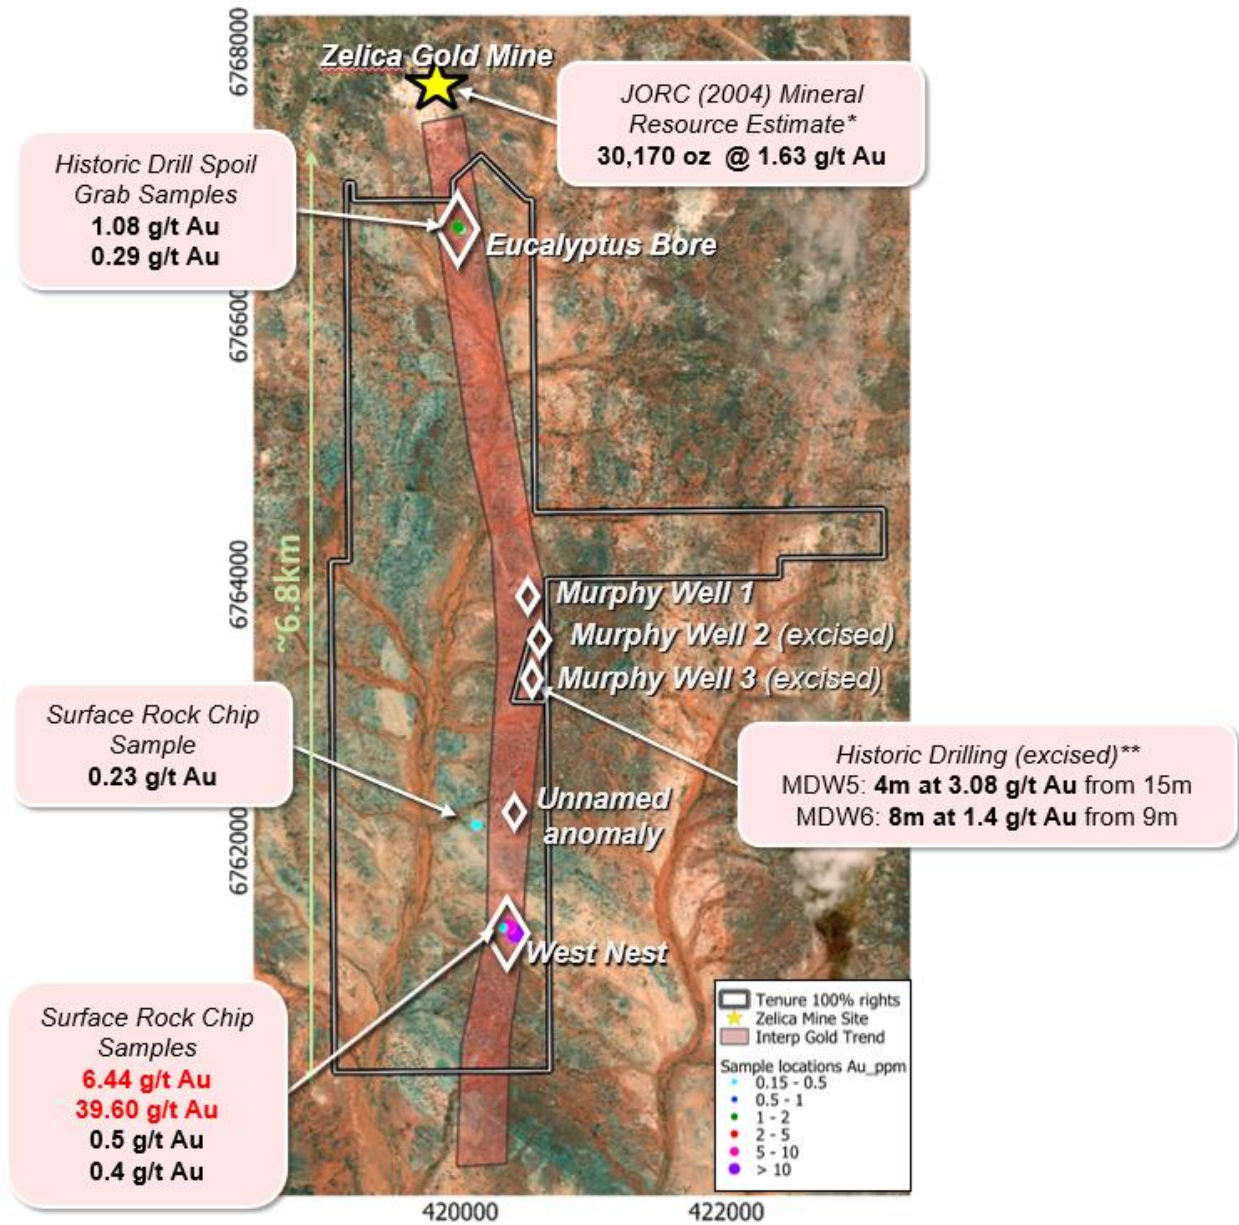 6768000
Zelica Gold Mine
JORC (2004) Mineral
Resource Estimate*
30,170 oz @ 1.63 g/t Au
Historic Drill Spoil
Grab Samples
1.08 g/t Au
0.29 g/t Au
Eucalyptus Bore
6766000
6764000
~6.8km
Murphy Well 1
Murphy Well 2 (excised)
Murphy Well 3 (excised)
Surface Rock Chip
Sample
0.23 g/t Au
Historic Drilling (excised)**
MDW5: 4m at 3.08 g/t Au from 15m
MDW6: 8m at 1.4 g/t Au from 9m
Unnamed
anomaly
6762000
West Nest
Surface Rock Chip
Samples
6.44 g/t Au
39.60 g/t Au
0.5 g/t Au
0.4 g/t Au
Tenure 100% rights
Zelica Mine Site
Interp Gold Trend
Sample locations Au_ppm
0.15 - 0.5
0.5 - 1
1 - 2
2 - 5
5 - 10
> 10
420000
422000